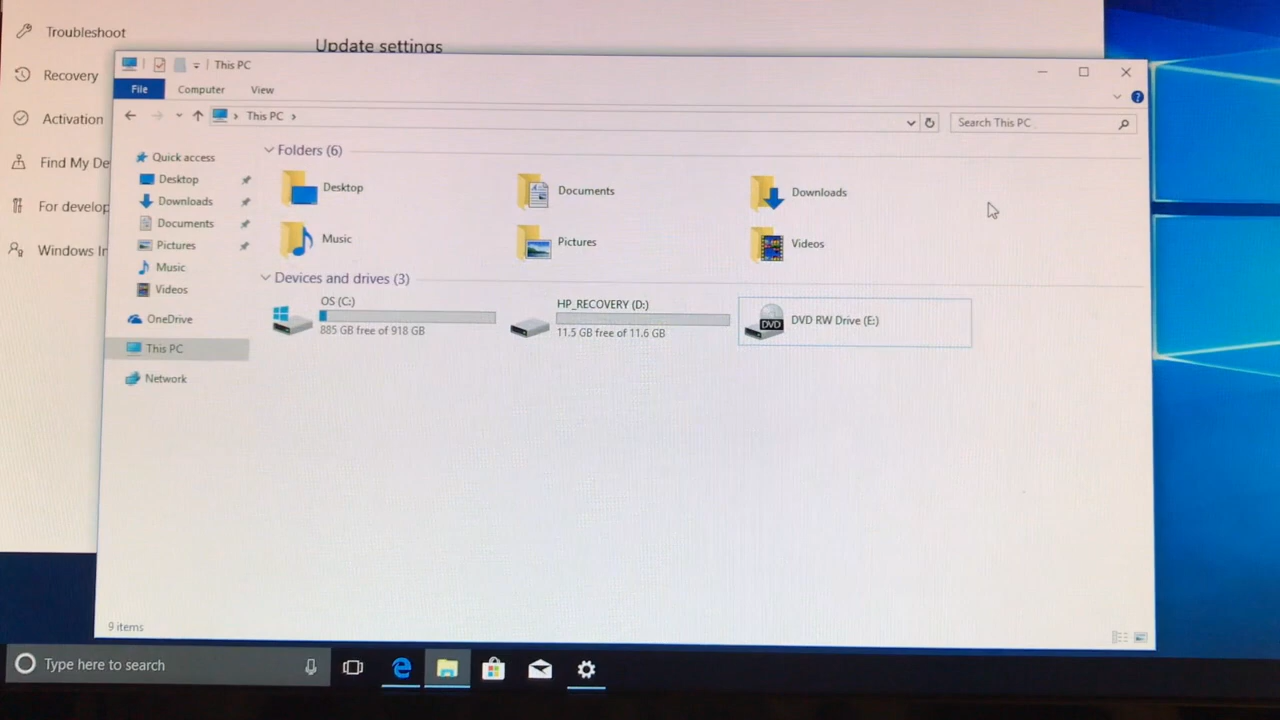 Troubleshoot
Update settings
Recovery
Activation
Find My De
For develop
Windows In
This PC
File
Computer
View
This PC
Search This PC
Quick access
Desktop
Downloads
Documents
Pictures
Music
Videos
OneDrive
This PC
Network
Folders (6)
Desktop
Documents
Downloads
Music
Pictures
Videos
Devices and drives (3)
OS (C:)
885 GB free of 918 GB
HP_RECOVERY (D:)
11.5 GB free of 11.6 GB
DVD
DVD RW Drive (E:)
9 items
Type here to search